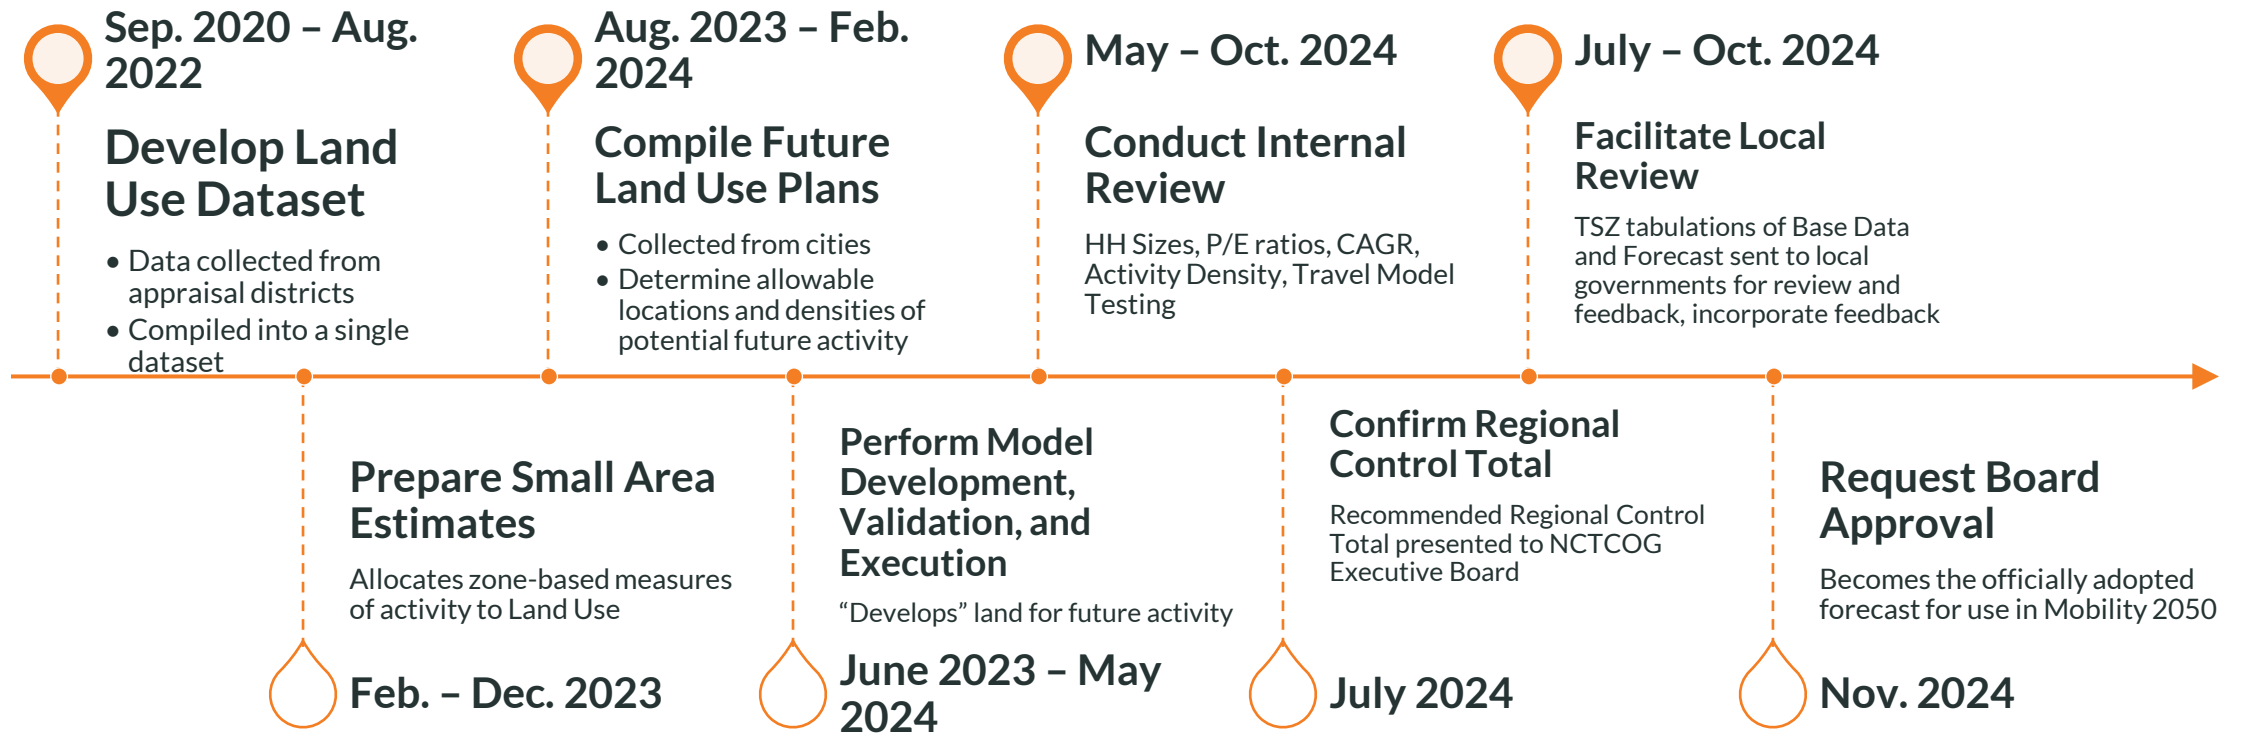 Sep. 2020 – Aug.
2022
Develop Land
Use Dataset
• Data collected from
appraisal districts
• Compiled into a single
dataset
Prepare Small Area
Estimates
Allocates zone-based measures
of activity to Land Use
Feb. – Dec. 2023
Aug. 2023 – Feb.
2024
Compile Future
Land Use Plans
• Collected from cities
• Determine allowable
locations and densities of
potential future activity
Perform Model
Development,
Validation, and
Execution
“Develops” land for future activity
June 2023 – May
2024
May – Oct. 2024
Conduct Internal
Review
HH Sizes, P/E ratios, CAGR,
Activity Density, Travel Model
Testing
Confirm Regional
Control Total
Recommended Regional Control
Total presented to NCTCOG
Executive Board
July 2024
July – Oct. 2024
Facilitate Local
Review
TSZ tabulations of Base Data
and Forecast sent to local
governments for review and
feedback, incorporate feedback
Request Board
Approval
Becomes the officially adopted
forecast for use in Mobility 2050
Nov. 2024